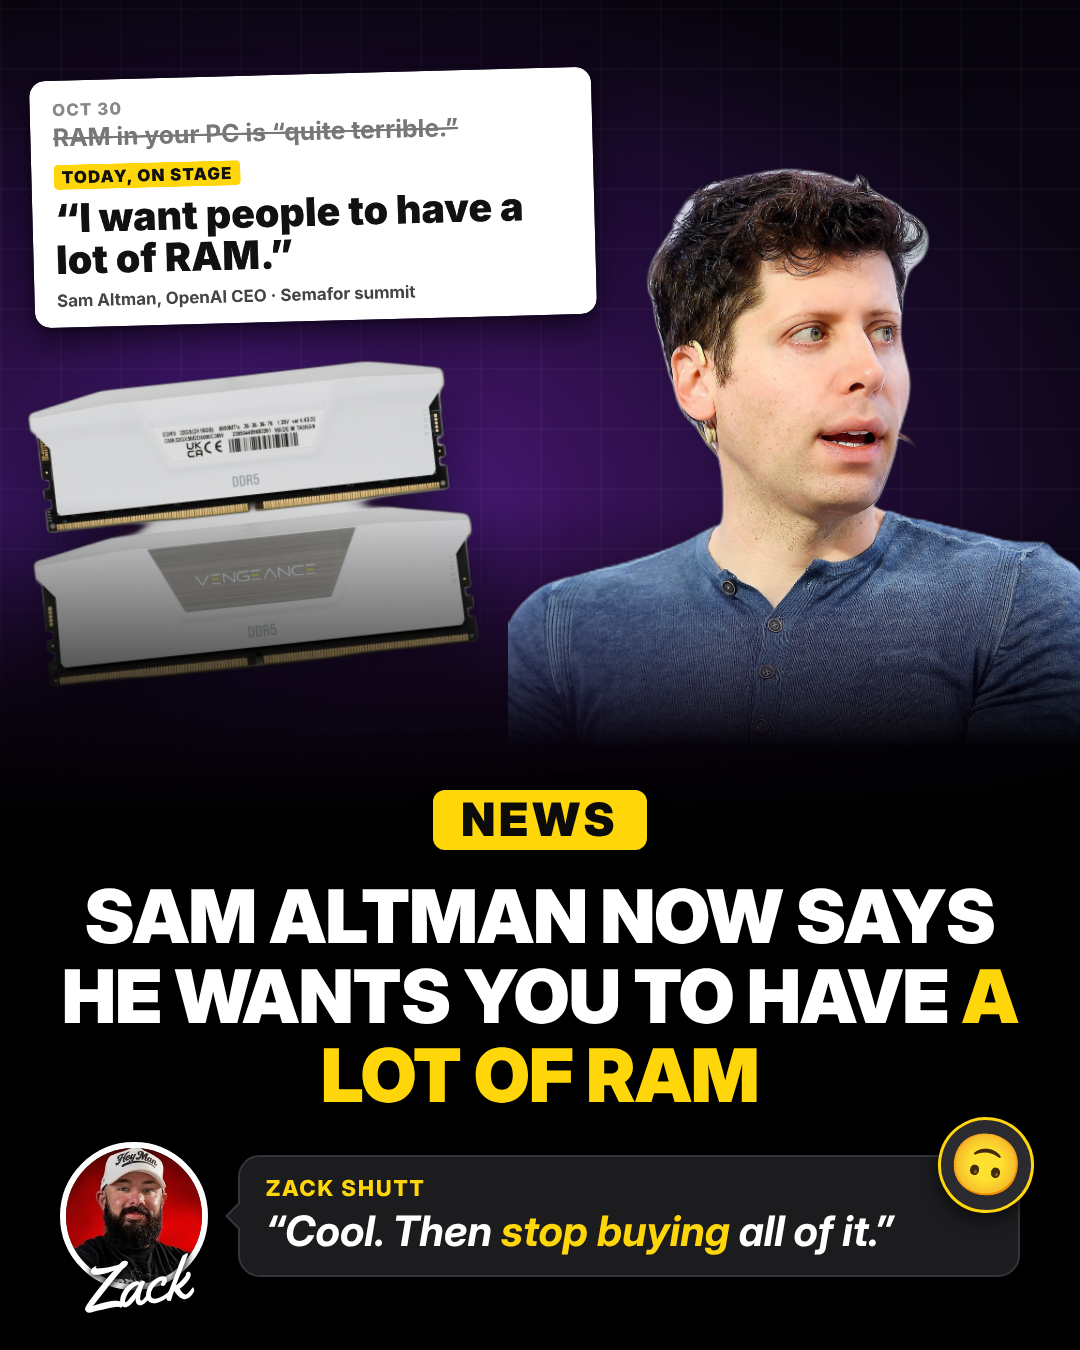 OCT 30
RAM in your PC is “quite terrible.”
TODAY, ON STAGE
“I want people to have a
lot of RAM.”
Sam Altman, OpenAI CEO · Semafor summit
DDR5
VENGEANCE
DDR5
NEWS
SAM ALTMAN NOW SAYS
HE WANTS YOU TO HAVE A
LOT OF RAM
Hey Man
ZACK SHUTT
“Cool. Then stop buying all of it.”
Zack